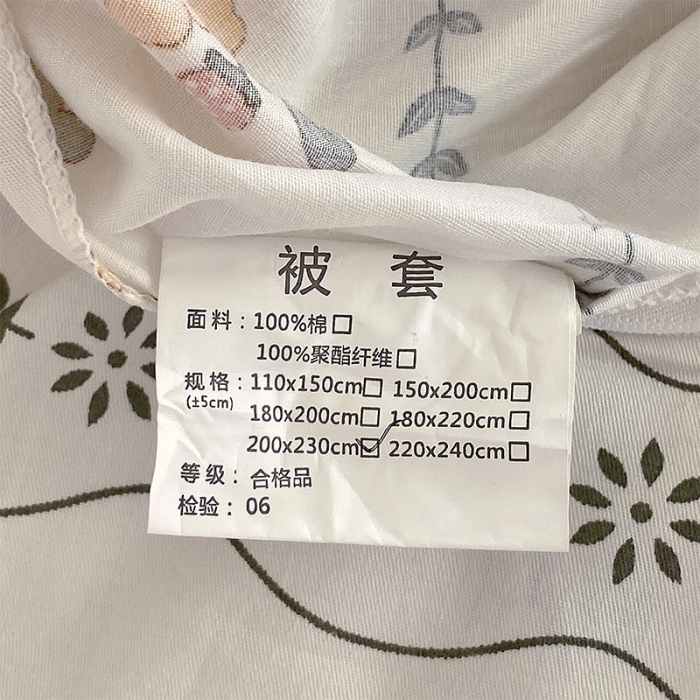 被 套
面料：100%棉□
100%聚酯纤维□
规格：110x150cm□ 150x200cm□
(±5cm)
180x200cm□ 180x220cm□
200x230cm☑ 220x240cm□
等级：合格品
检验：06